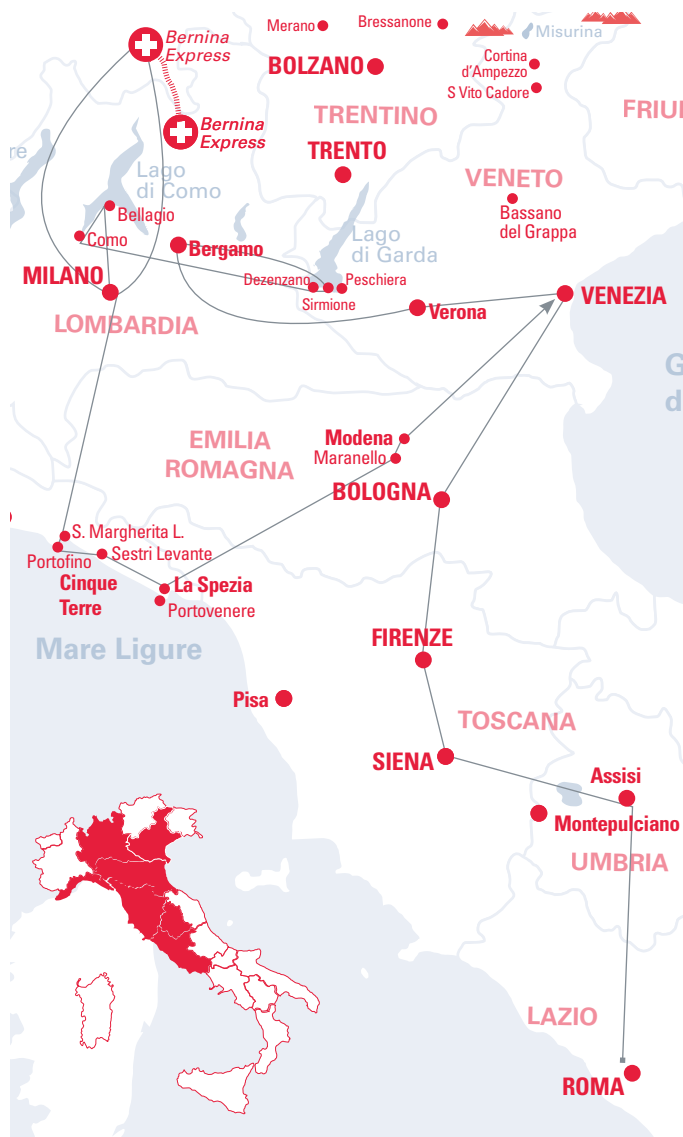 Bernina
Express
Merano
Bressanone
Misurina
BOLZANO
Cortina
d'Ampezzo
S Vito Cadore
TRENTINO
FRIU
Bernina
Express
re
TRENTO
Lago
di Como
VENETO
Bellagio
Bassano
del Grappa
Como
Bergamo
Lago
di Garda
MILANO
Dezenzano
Peschiera
Sirmione
VENEZIA
Verona
LOMBARDIA
G
d
EMILIA
ROMAGNA
Modena
Maranello
BOLOGNA
S. Margherita L.
Portofino
Sestri Levante
Cinque
Terre
La Spezia
Portovenere
Mare Ligure
FIRENZE
Pisa
TOSCANA
SIENA
Assisi
Montepulciano
UMBRIA
LAZIO
ROMA